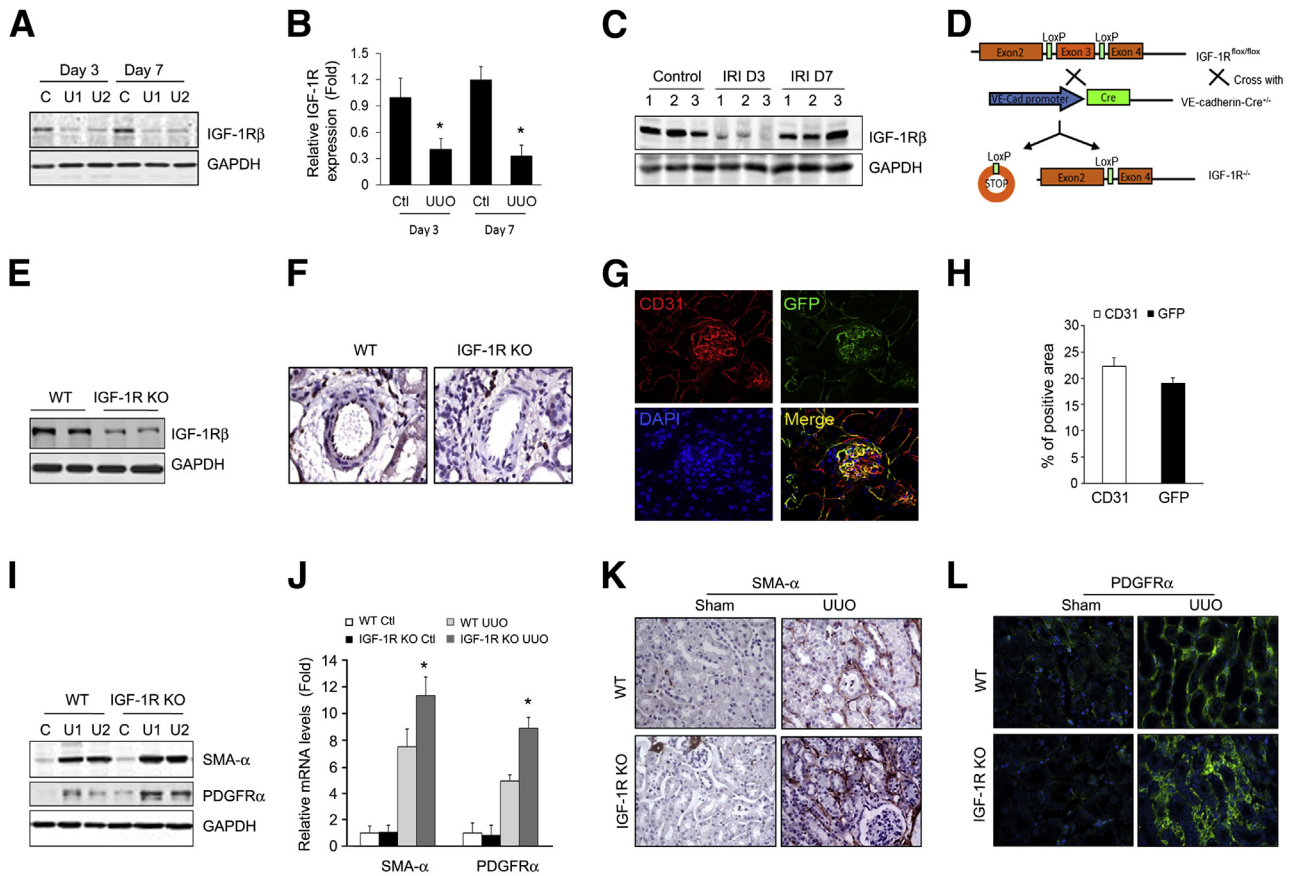 A
Day 3 Day 7
C U1 U2 C U1 U2
IGF-1Rβ
GAPDH
B
Relative IGF-1R
expression (Fold)
1.5
1.2
0.9
0.6
0.3
0
*
*
Ctl UUO Ctl UUO
Day 3 Day 7
C
Control IRI D3 IRI D7
1 2 3 1 2 3 1 2 3
IGF-1Rβ
GAPDH
D
LoxP LoxP
Exon2 Exon 3 Exon 4
IGF-1Rflox/flox
Cross with
VE-Cad promoter Cre
VE-cadherin-Cre+/-
LoxP LoxP
STOP
Exon2 Exon 4
IGF-1R-/-
E
WT IGF-1R KO
IGF-1Rβ
GAPDH
F
WT IGF-1R KO
G
CD31 GFP
DAPI Merge
H
CD31 GFP
% of positive area
30
25
20
15
10
5
0
CD31 GFP
I
WT IGF-1R KO
C U1 U2 C U1 U2
SMA-α
PDGFRα
GAPDH
J
WT Ctl WT UUO
IGF-1R KO Ctl IGF-1R KO UUO
Relative mRNA levels (Fold)
14
12
10
8
6
4
2
0
*
*
SMA-α PDGFRα
K
SMA-α
Sham UUO
WT
IGF-1R KO
L
PDGFRα
Sham UUO
WT
IGF-1R KO